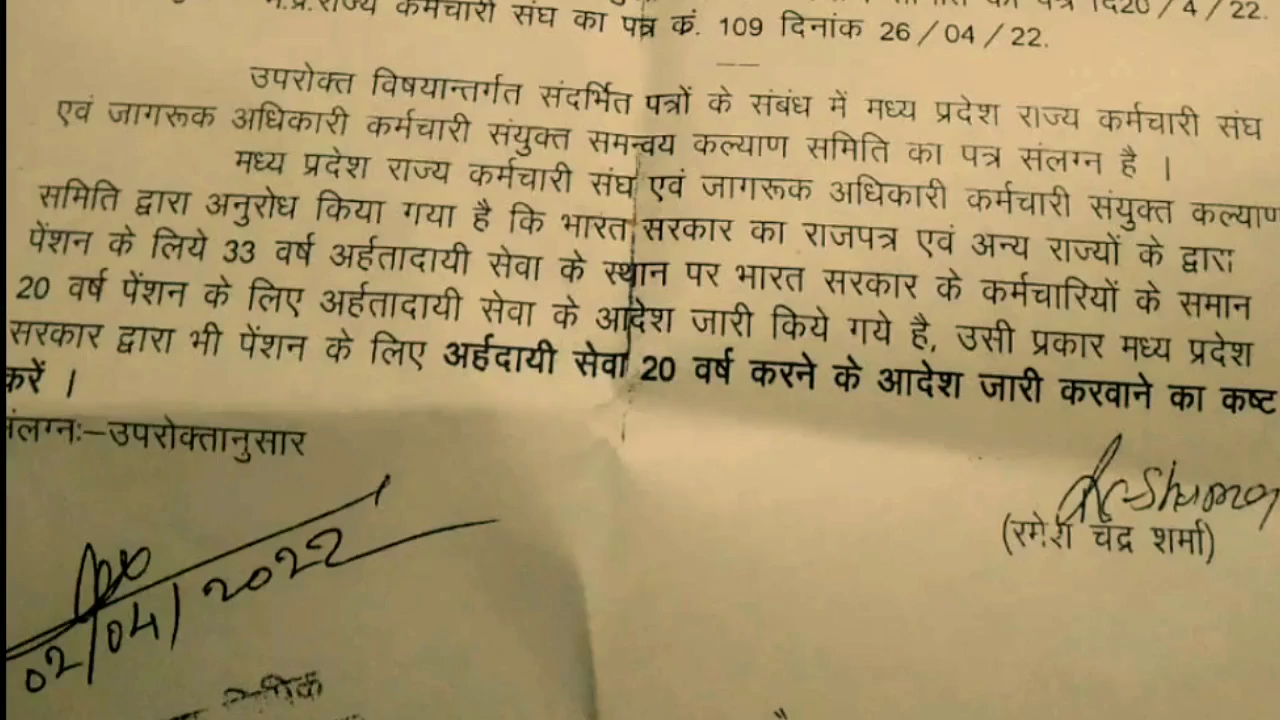 म.प्र.राज्य कर्मचारी संघ का पत्र कं. 109 दिनांक 26/04/22.
उपरोक्त विषयान्तर्गत संदर्भित पत्रों के संबंध में मध्य प्रदेश राज्य कर्मचारी संघ
एवं जागरूक अधिकारी कर्मचारी संयुक्त समन्वय कल्याण समिति का पत्र संलग्न है ।
मध्य प्रदेश राज्य कर्मचारी संघ एवं जागरूक अधिकारी कर्मचारी संयुक्त कल्याण
समिति द्वारा अनुरोध किया गया है कि भारत सरकार का राजपत्र एवं अन्य राज्यों के द्वारा
पेंशन के लिये 33 वर्ष अर्हतादायी सेवा के स्थान पर भारत सरकार के कर्मचारियों के समान
20 वर्ष पेंशन के लिए अर्हतादायी सेवा के आदेश जारी किये गये है, उसी प्रकार मध्य प्रदेश
सरकार द्वारा भी पेंशन के लिए अर्हदायी सेवा 20 वर्ष करने के आदेश जारी करवाने का कष्ट
करें ।
संलग्नः–उपरोक्तानुसार
(रमेश चंद्र शर्मा)
02/04/2022